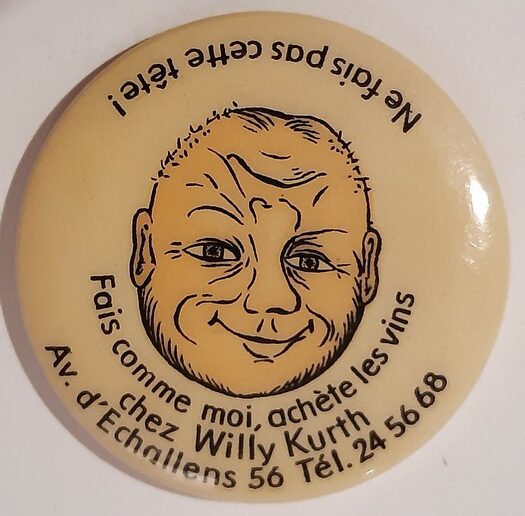 Ne fais pas cette tête !
Fais comme moi, achète les vins
chez Willy Kurth
Av. d'Echallens 56 Tél. 24 56 68